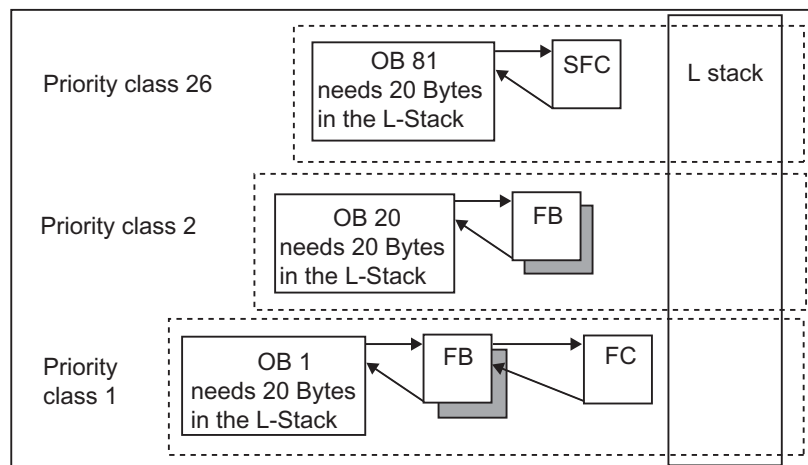 Priority class 26
OB 81
needs 20 Bytes
in the L-Stack
SFC
L stack
Priority class 2
OB 20
needs 20 Bytes
in the L-Stack
FB
Priority
class 1
OB 1
needs 20 Bytes
in the L-Stack
FB
FC